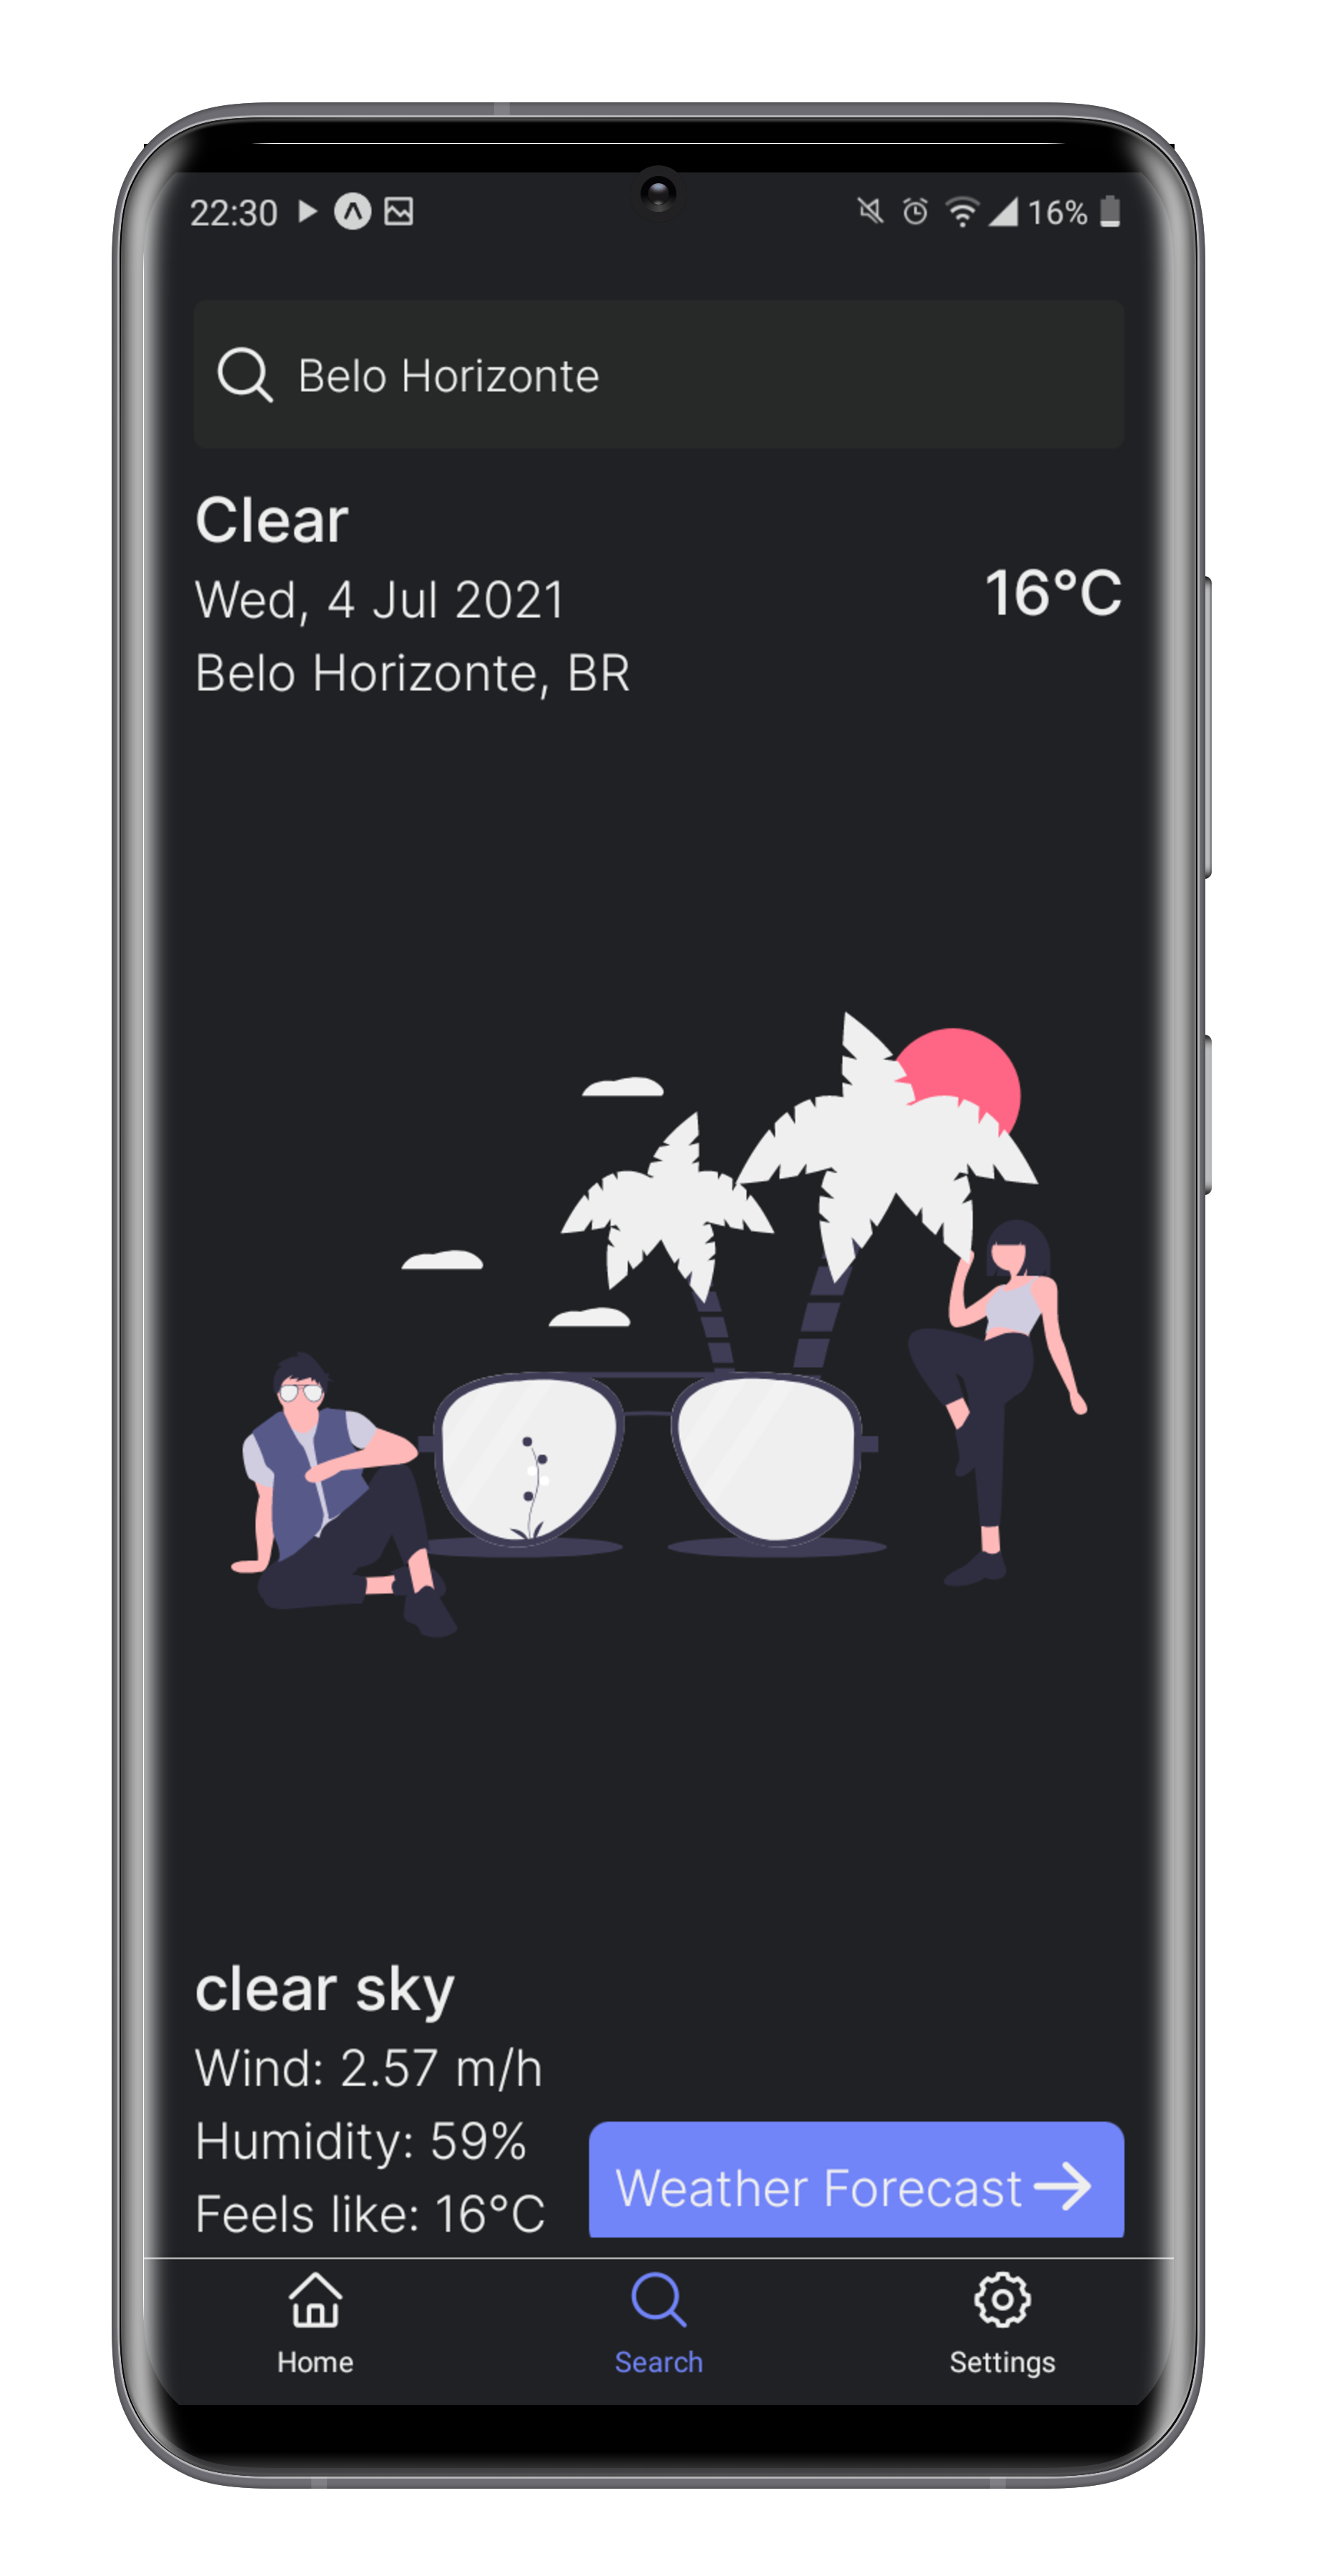 22:30
16%
Belo Horizonte
Clear
Wed, 4 Jul 2021
16°C
Belo Horizonte, BR
clear sky
Wind: 2.57 m/h
Humidity: 59%
Feels like: 16°C
Weather Forecast
Home
Search
Settings